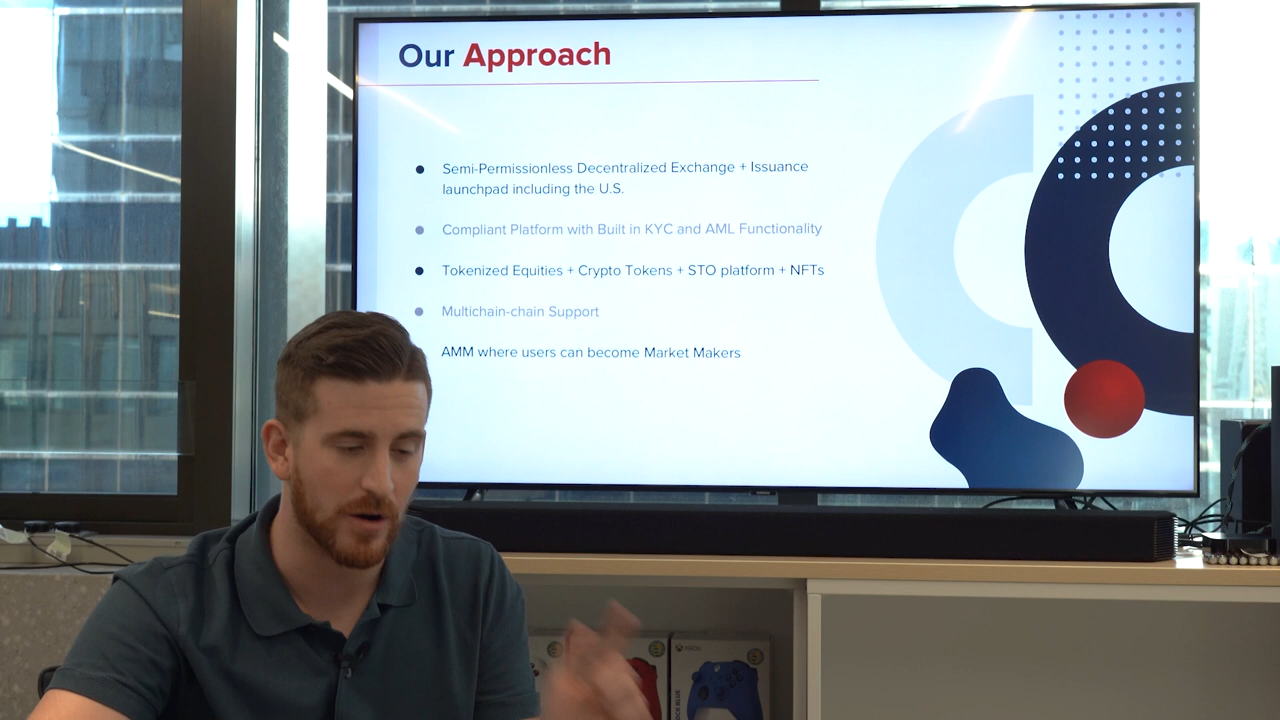 Our Approach
Semi-Permissionless Decentralized Exchange + Issuance
launchpad including the U.S.
Compliant Platform with Built in KYC and AML Functionality
Tokenized Equities + Crypto Tokens + STO platform + NFTs
Multichain-chain Support
AMM where users can become Market Makers
XBOX